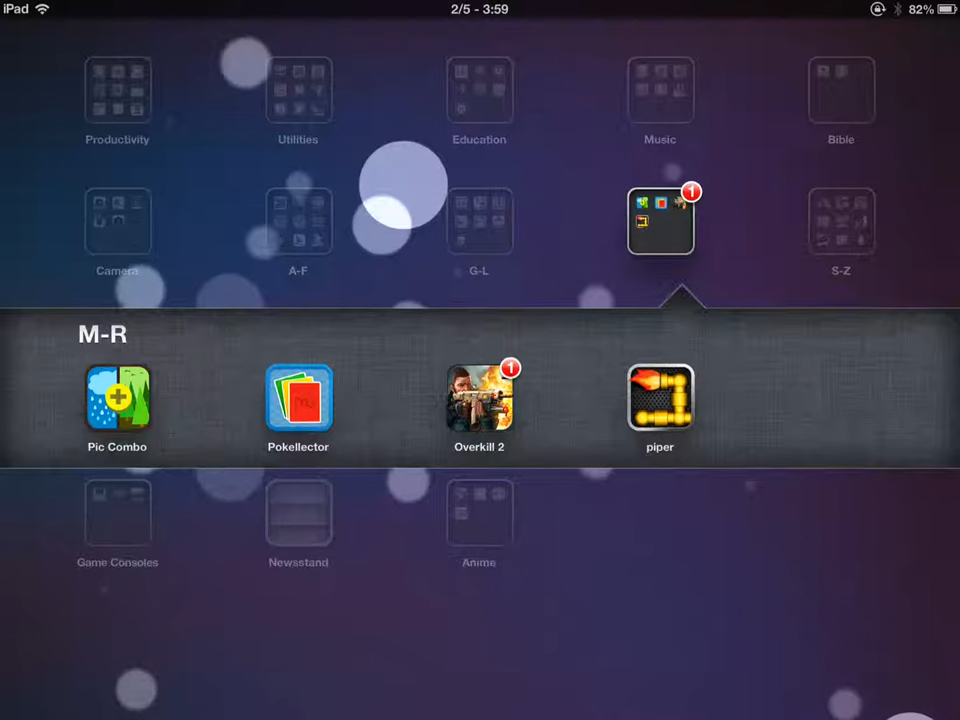 iPad 2/5 - 3:59 82%
Productivity Utilities Education Music Bible
1
Camera A-F G-L S-Z
M-R
1
Pic Combo Pokellector Overkill 2 piper
Game Consoles Newsstand Anime